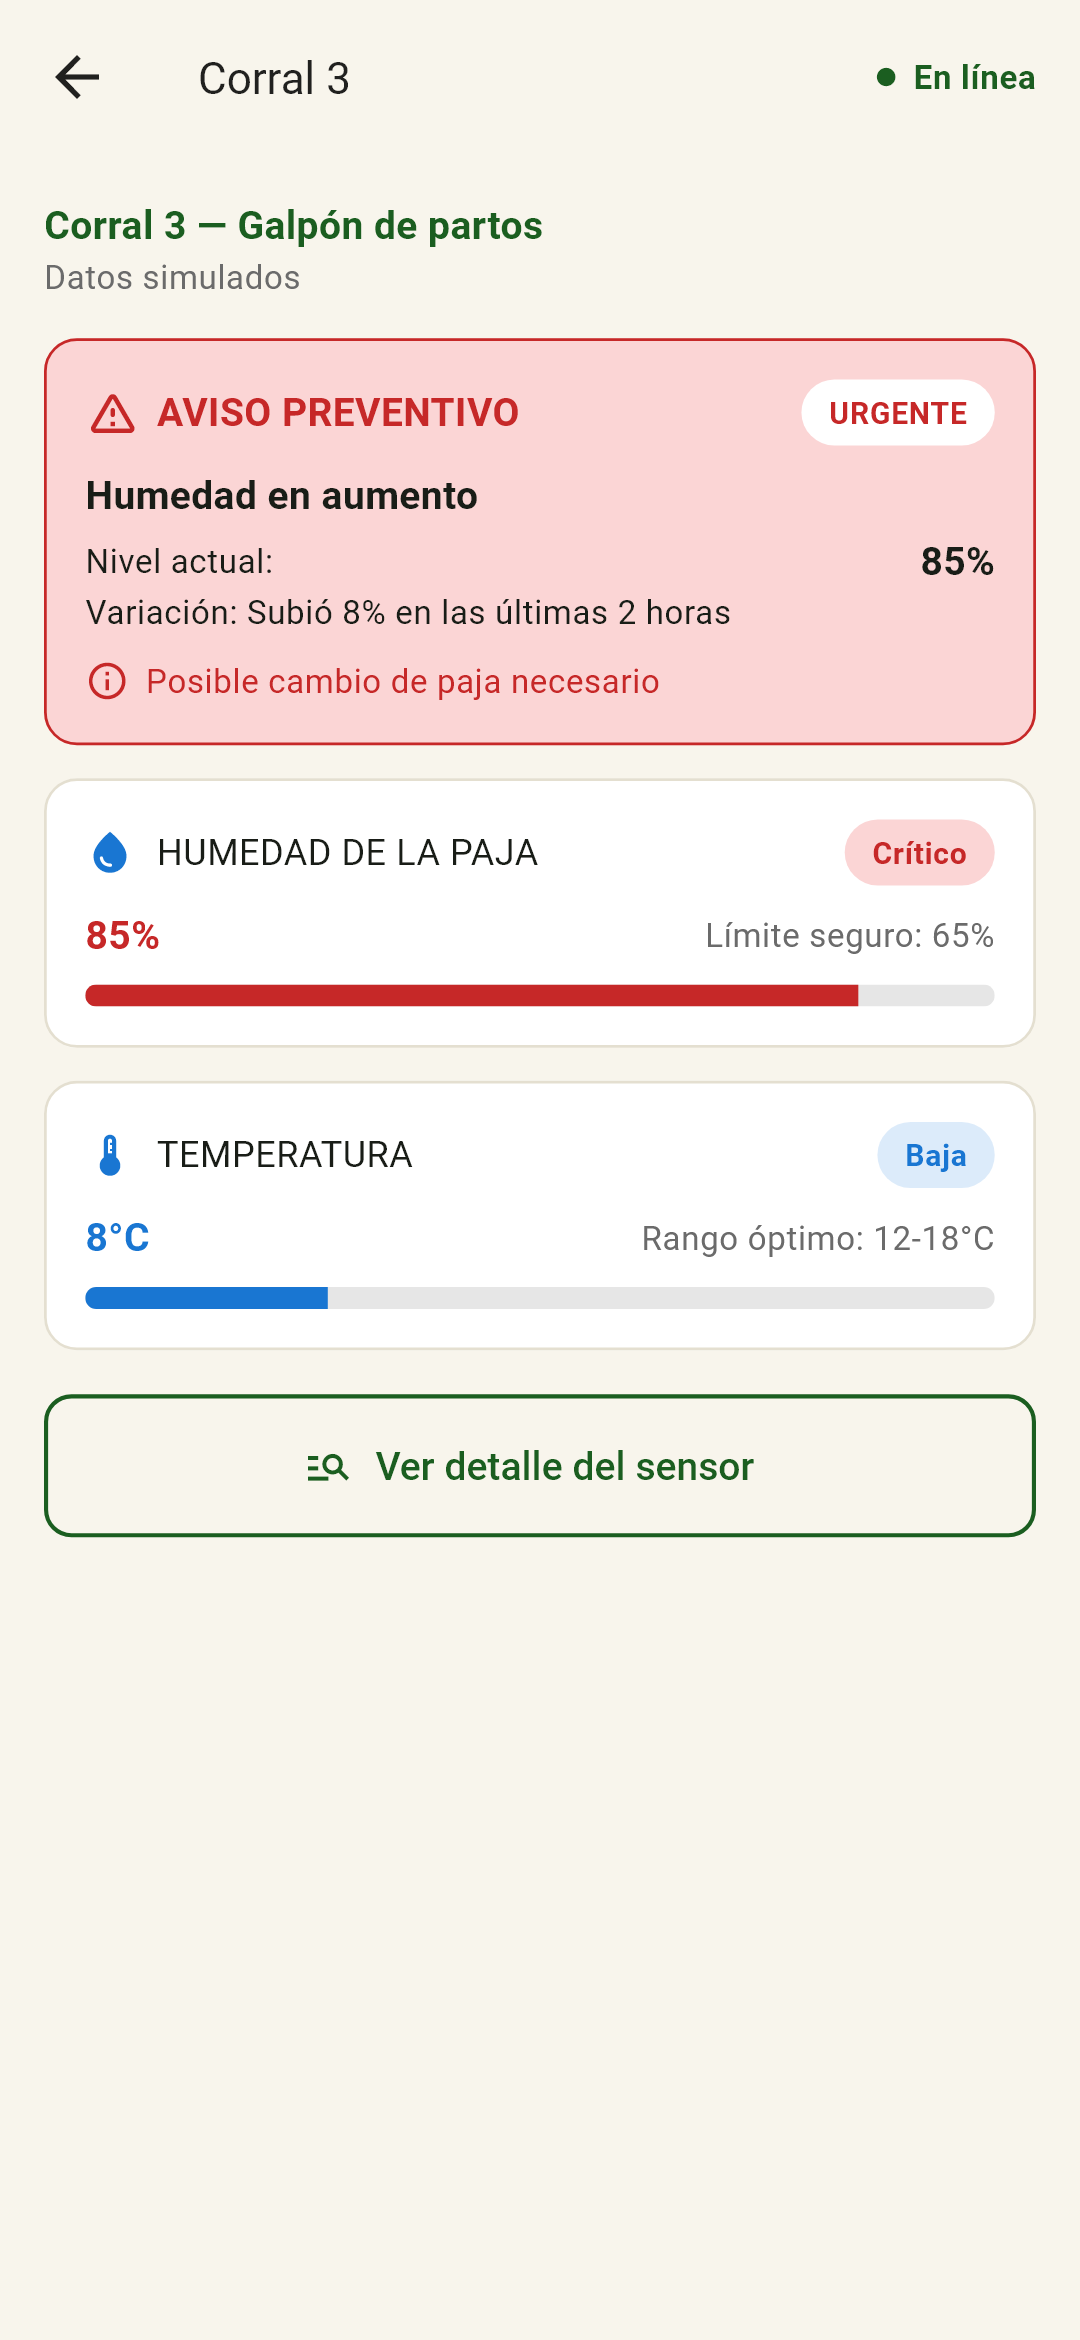 Corral 3
En línea
Corral 3 — Galpón de partos
Datos simulados
AVISO PREVENTIVO
URGENTE
Humedad en aumento
Nivel actual:
85%
Variación: Subió 8% en las últimas 2 horas
Posible cambio de paja necesario
HUMEDAD DE LA PAJA
Crítico
85%
Límite seguro: 65%
TEMPERATURA
Baja
8°C
Rango óptimo: 12-18°C
Ver detalle del sensor